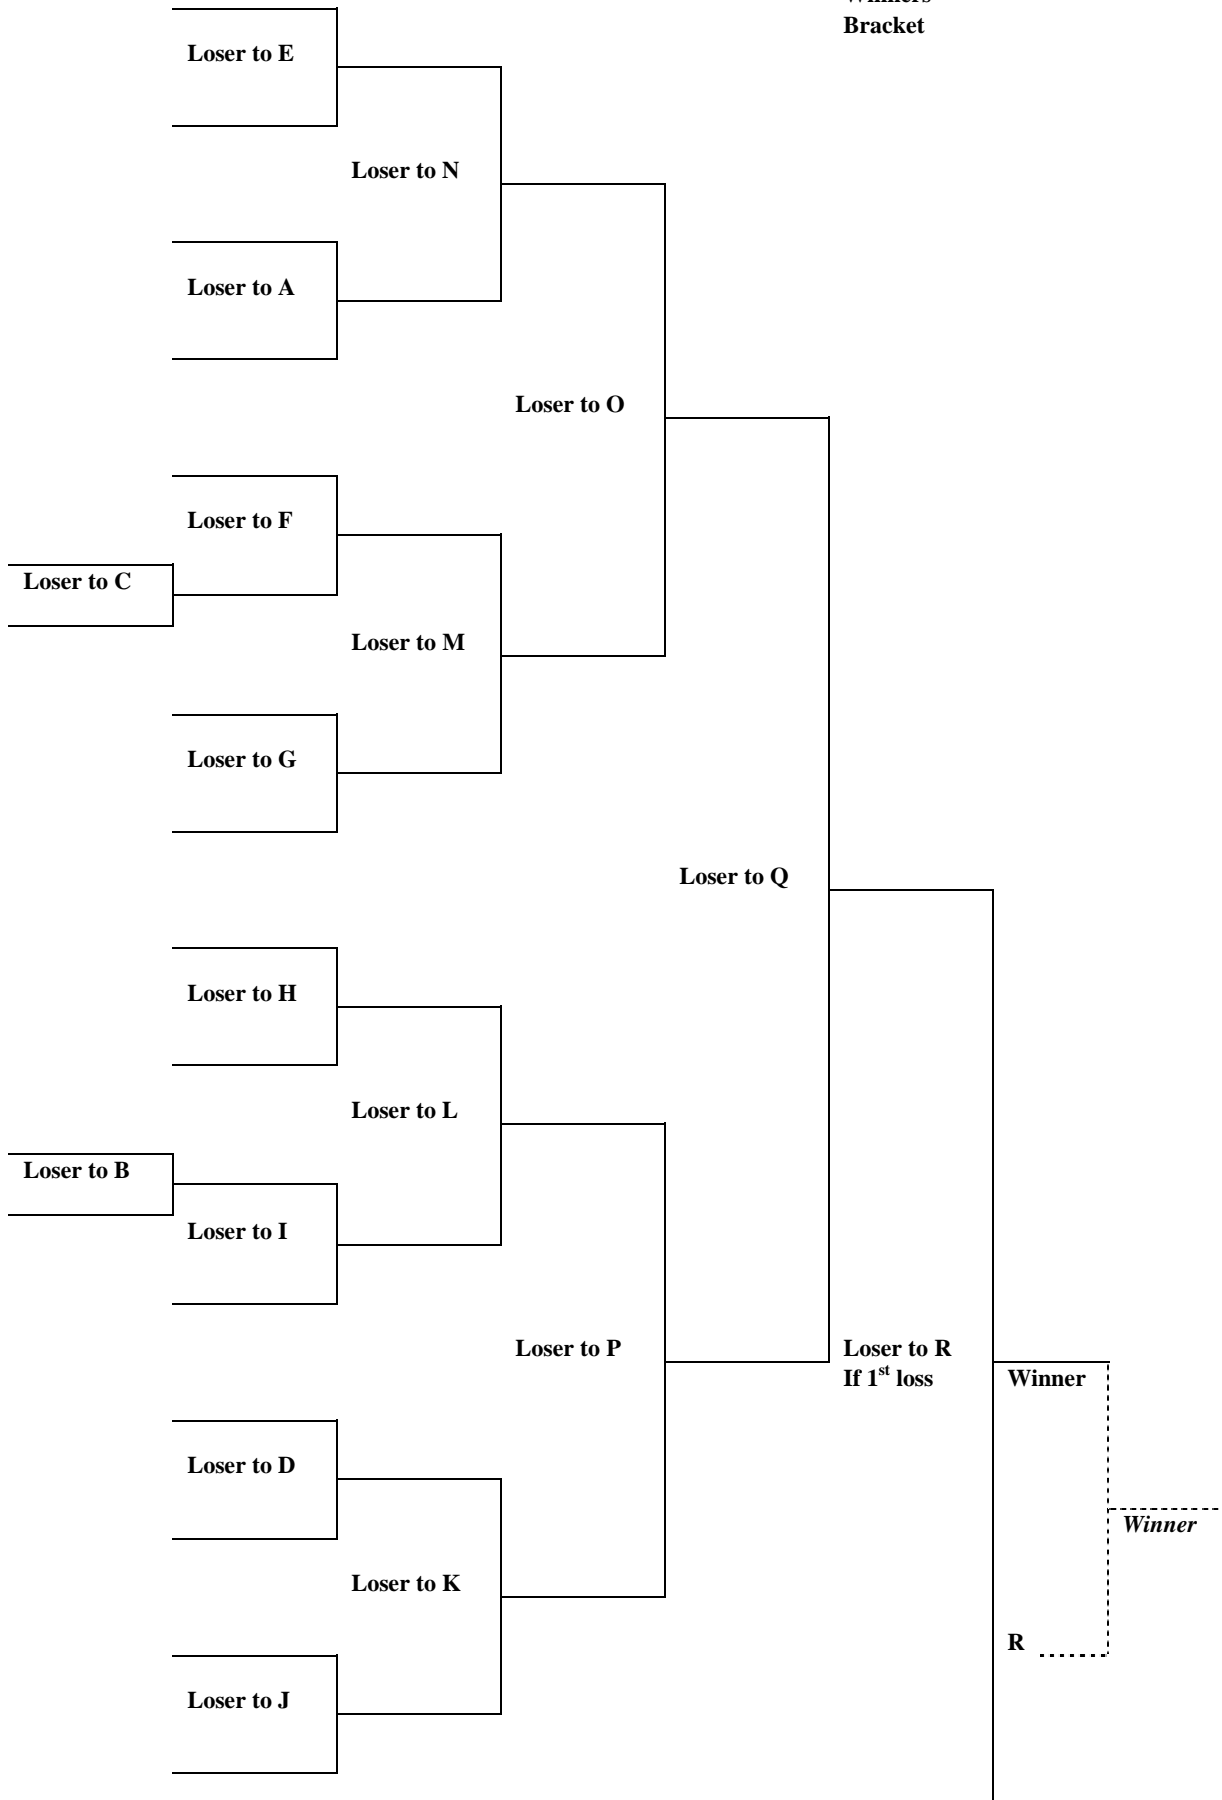 Winners
Bracket
Loser to E
Loser to N
Loser to A
Loser to O
Loser to F
Loser to C
Loser to M
Loser to G
Loser to Q
Loser to H
Loser to L
Loser to B
Loser to I
Loser to P
Loser to R
If 1st loss
Winner
Loser to D
Winner
Loser to K
R
Loser to J